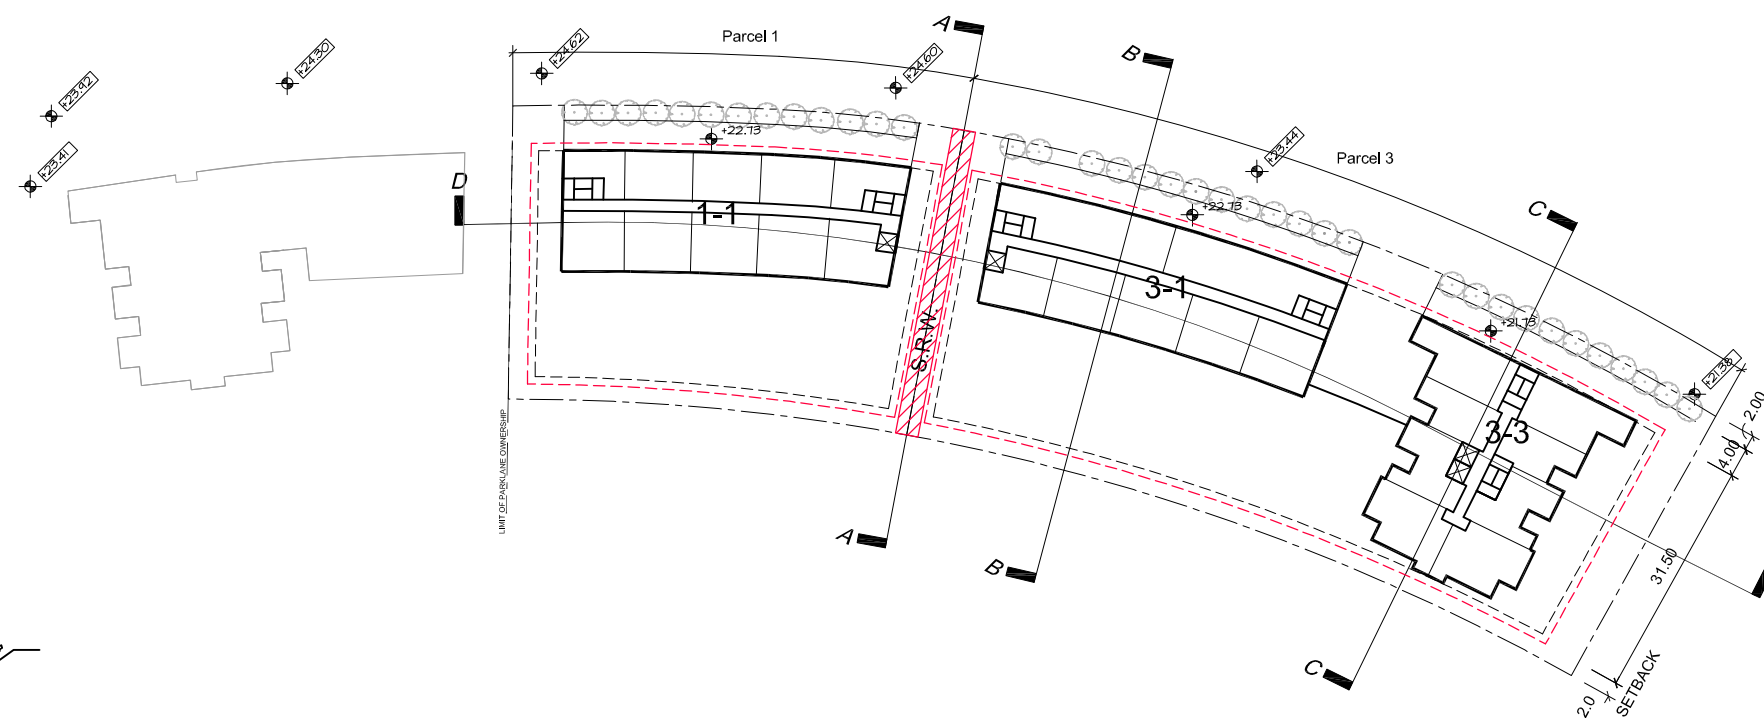 Parcel 1
A
B
+24.62
+24.30
+24.60
+23.92
+22.73
+23.44
Parcel 3
+23.41
D
1-1
+22.73
C
3-1
+21.73
S.R.W.
+21.38
2.00
3-3
4.00
LIMIT OF PARKLANE OWNERSHIP
A
B
31.50
C
SETBACK
2.0